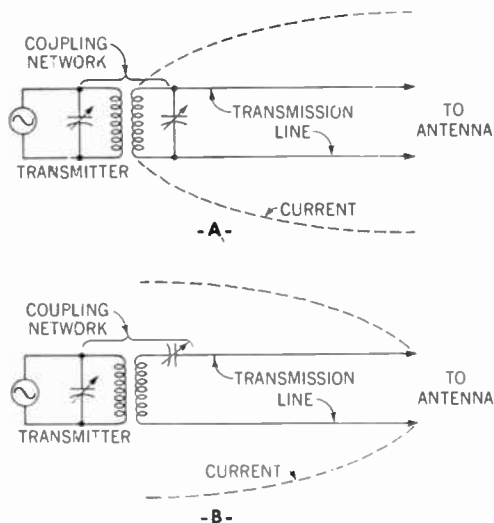 COUPLING
NETWORK
TRANSMISSION
LINE
TO
ANTENNA
TRANSMITTER
CURRENT
-A-
COUPLING
NETWORK
TRANSMISSION
LINE
TO
ANTENNA
TRANSMITTER
CURRENT
-B-